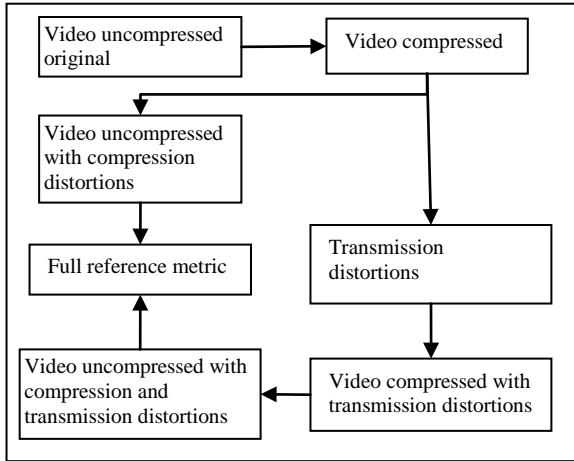 Video uncompressed
original
Video compressed
Video uncompressed
with compression
distortions
Full reference metric
Transmission
distortions
Video uncompressed with
compression and
transmission distortions
Video compressed with
transmission distortions